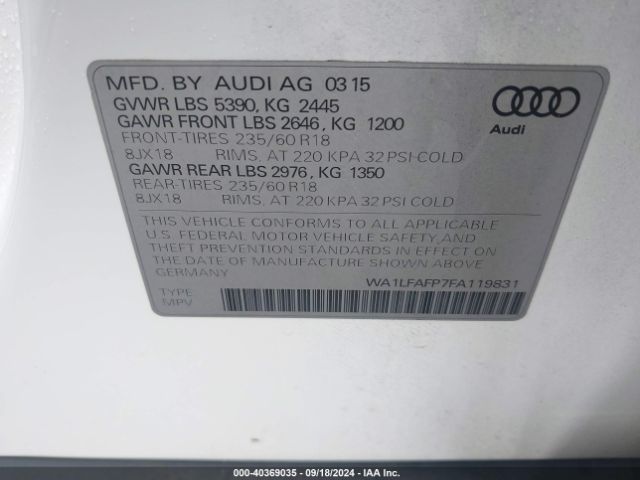 MFD. BY AUDI AG 03 15
GVWR LBS 5390, KG 2445
GAWR FRONT LBS 2646, KG 1200
FRONT-TIRES 235/60 R18
8JX18 RIMS, AT 220 KPA 32 PSI-COLD
GAWR REAR LBS 2976, KG 1350
REAR-TIRES 235/60 R18
8JX18 RIMS, AT 220 KPA 32 PSI COLD
Audi
THIS VEHICLE CONFORMS TO ALL APPLICABLE
U.S. FEDERAL MOTOR VEHICLE SAFETY, AND
THEFT PREVENTION STANDARDS IN EFFECT ON
THE DATE OF MANUFACTURE SHOWN ABOVE
GERMANY
WA1LFAFP7FA119831
TYPE
MPV
000-40369035 - 09/18/2024 - IAA Inc.